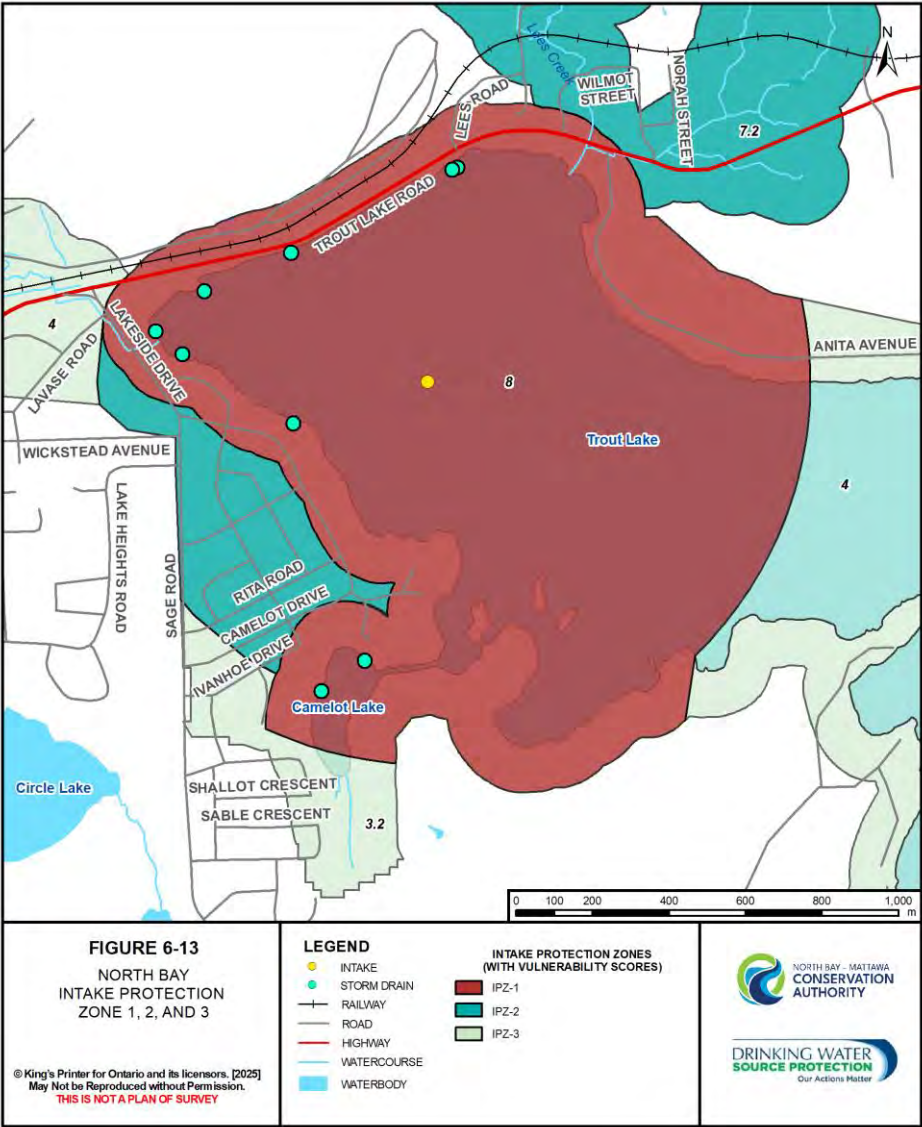 Lees Creek
N
WILMOT
STREET
NORAH STREET
LEES ROAD
7.2
TROUT LAKE ROAD
4
LAKESIDE DRIVE
LAVASE ROAD
ANITA AVENUE
8
Trout Lake
WICKSTEAD AVENUE
4
LAKE HEIGHTS ROAD
SAGE ROAD
RITA ROAD
CAMELOT DRIVE
IVANHOE DRIVE
Camelot Lake
Circle Lake
SHALLOT CRESCENT
SABLE CRESCENT
3.2
0 100 200 400 600 800 1,000
m
FIGURE 6-13
NORTH BAY
INTAKE PROTECTION
ZONE 1, 2, AND 3
© King's Printer for Ontario and its licensors. [2025]
May Not be Reproduced without Permission.
THIS IS NOT A PLAN OF SURVEY
LEGEND
INTAKE
STORM DRAIN
RAILWAY
ROAD
HIGHWAY
WATERCOURSE
WATERBODY
INTAKE PROTECTION ZONES
(WITH VULNERABILITY SCORES)
IPZ-1
IPZ-2
IPZ-3
NORTH BAY - MATTAWA
CONSERVATION
AUTHORITY
DRINKING WATER
SOURCE PROTECTION
Our Actions Matter